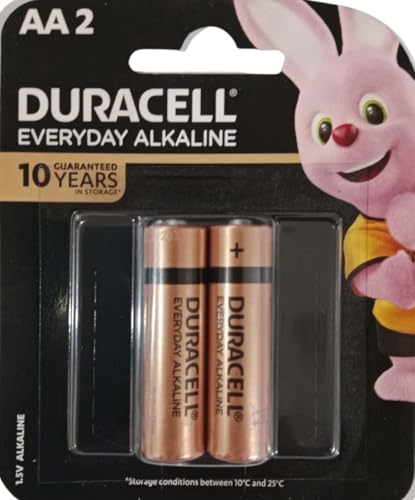 AA 2
DURACELL®
EVERYDAY ALKALINE
10 GUARANTEED
YEARS
IN STORAGE*
+
DURACELL®
EVERYDAY ALKALINE
DURACELL®
EVERYDAY ALKALINE
1.5V ALKALINE
*Storage conditions between 10°C and 25°C